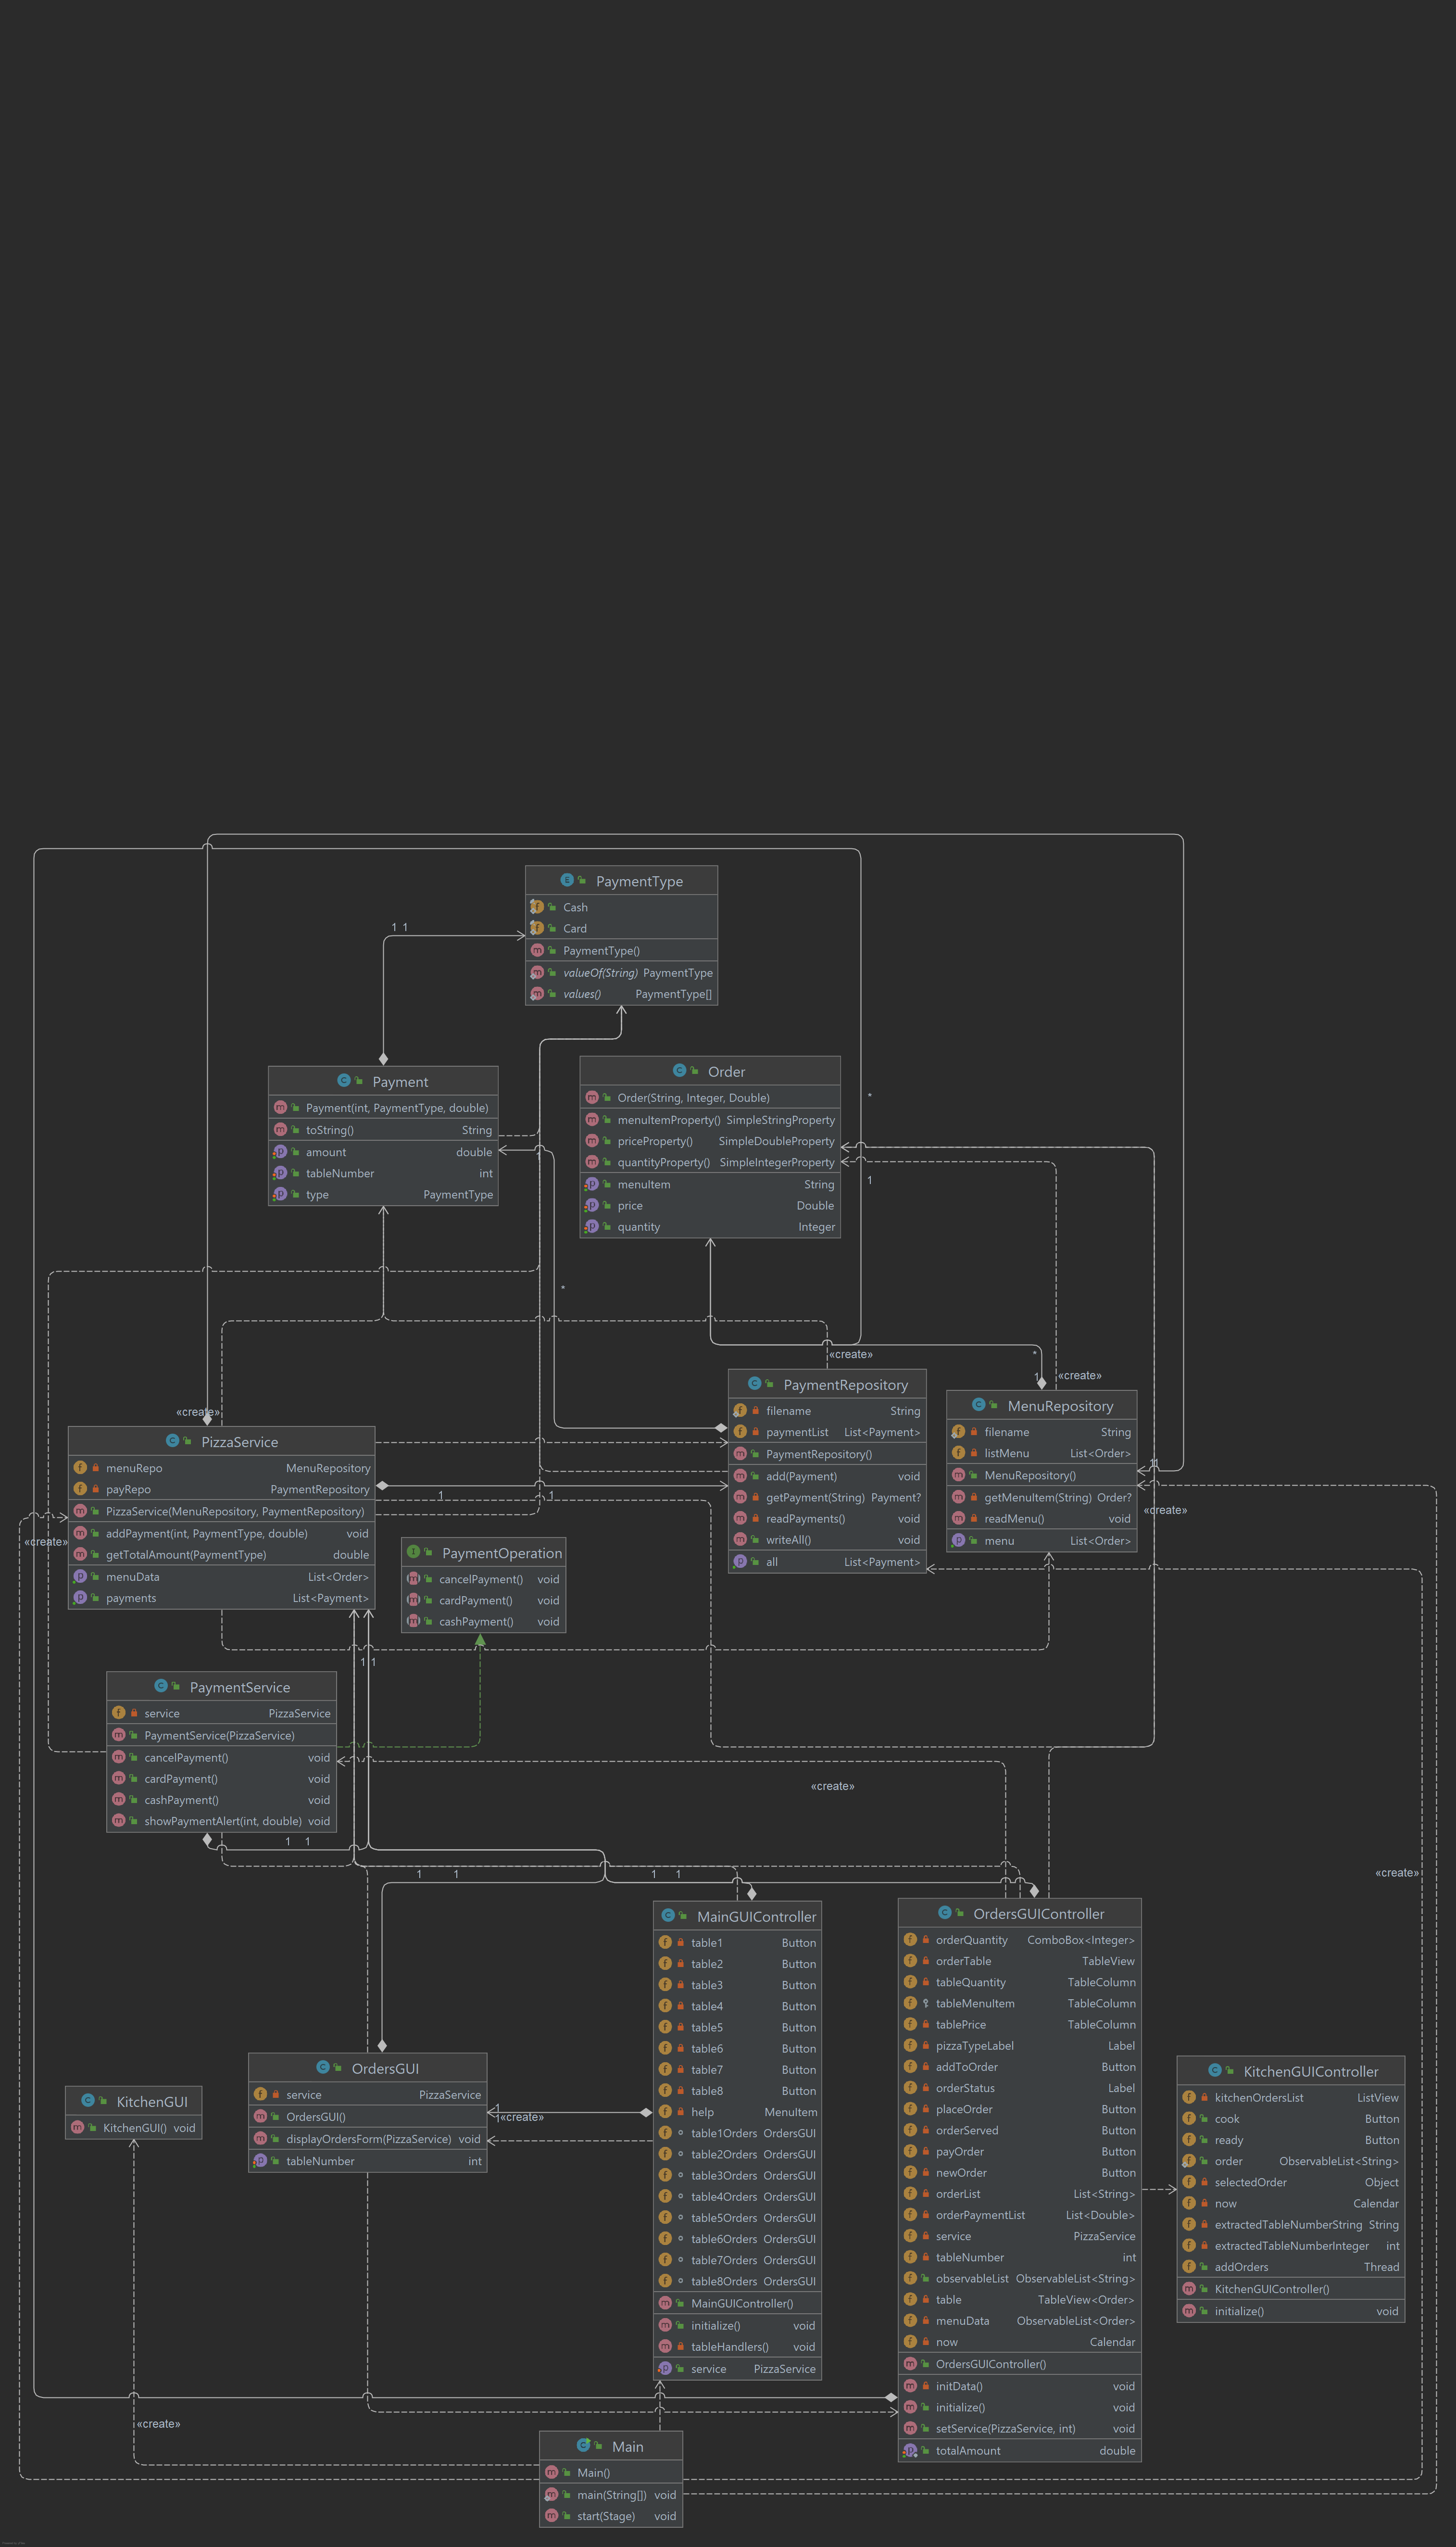 PaymentType
Cash
Card
PaymentType()
valueOf(String) PaymentType
values() PaymentType[]
1 1
Payment
Payment(int, PaymentType, double)
toString() String
amount double
tableNumber int
type PaymentType
Order
Order(String, Integer, Double)
menuItemProperty() SimpleStringProperty
priceProperty() SimpleDoubleProperty
quantityProperty() SimpleIntegerProperty
menuItem String
price Double
quantity Integer
*
1
1
*
«create»
*
1
«create»
«create»
PaymentRepository
filename String
paymentList List<Payment>
PaymentRepository()
add(Payment) void
getPayment(String) Payment?
readPayments() void
writeAll() void
all List<Payment>
MenuRepository
filename String
listMenu List<Order>
MenuRepository()
getMenuItem(String) Order?
readMenu() void
menu List<Order>
1
1
«create»
PizzaService
menuRepo MenuRepository
payRepo PaymentRepository
PizzaService(MenuRepository, PaymentRepository)
addPayment(int, PaymentType, double) void
getTotalAmount(PaymentType) double
menuData List<Order>
payments List<Payment>
1
1
«create»
PaymentOperation
cancelPayment() void
cardPayment() void
cashPayment() void
1 1
PaymentService
service PizzaService
PaymentService(PizzaService)
cancelPayment() void
cardPayment() void
cashPayment() void
showPaymentAlert(int, double) void
«create»
1 1
1 1
1 1
«create»
MainGUIController
table1 Button
table2 Button
table3 Button
table4 Button
table5 Button
table6 Button
table7 Button
table8 Button
help MenuItem
table1Orders OrdersGUI
table2Orders OrdersGUI
table3Orders OrdersGUI
table4Orders OrdersGUI
table5Orders OrdersGUI
table6Orders OrdersGUI
table7Orders OrdersGUI
table8Orders OrdersGUI
MainGUIController()
initialize() void
tableHandlers() void
service PizzaService
OrdersGUIController
orderQuantity ComboBox<Integer>
orderTable TableView
tableQuantity TableColumn
tableMenuItem TableColumn
tablePrice TableColumn
pizzaTypeLabel Label
addToOrder Button
orderStatus Label
placeOrder Button
orderServed Button
payOrder Button
newOrder Button
orderList List<String>
orderPaymentList List<Double>
service PizzaService
tableNumber int
observableList ObservableList<String>
table TableView<Order>
menuData ObservableList<Order>
now Calendar
OrdersGUIController()
initData() void
initialize() void
setService(PizzaService, int) void
totalAmount double
OrdersGUI
service PizzaService
OrdersGUI()
displayOrdersForm(PizzaService) void
tableNumber int
1
1
«create»
KitchenGUI
KitchenGUI() void
KitchenGUIController
kitchenOrdersList ListView
cook Button
ready Button
order ObservableList<String>
selectedOrder Object
now Calendar
extractedTableNumberString String
extractedTableNumberInteger int
addOrders Thread
KitchenGUIController()
initialize() void
«create»
Main
Main()
main(String[]) void
start(Stage) void